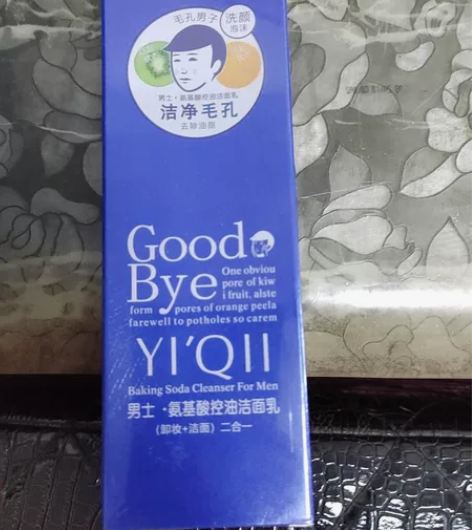 毛孔男子
洗颜
泡沫
男士·氨基酸控油洁面乳
洁净毛孔
去除油脂
Good
Bye
One obviou
pore of kiw
i fruit, alste
form pores of orange peela
farewell to potholes so carem
YI'QII
Baking Soda Cleanser For Men
男士·氨基酸控油洁面乳
(卸妆+洁面) 二合一